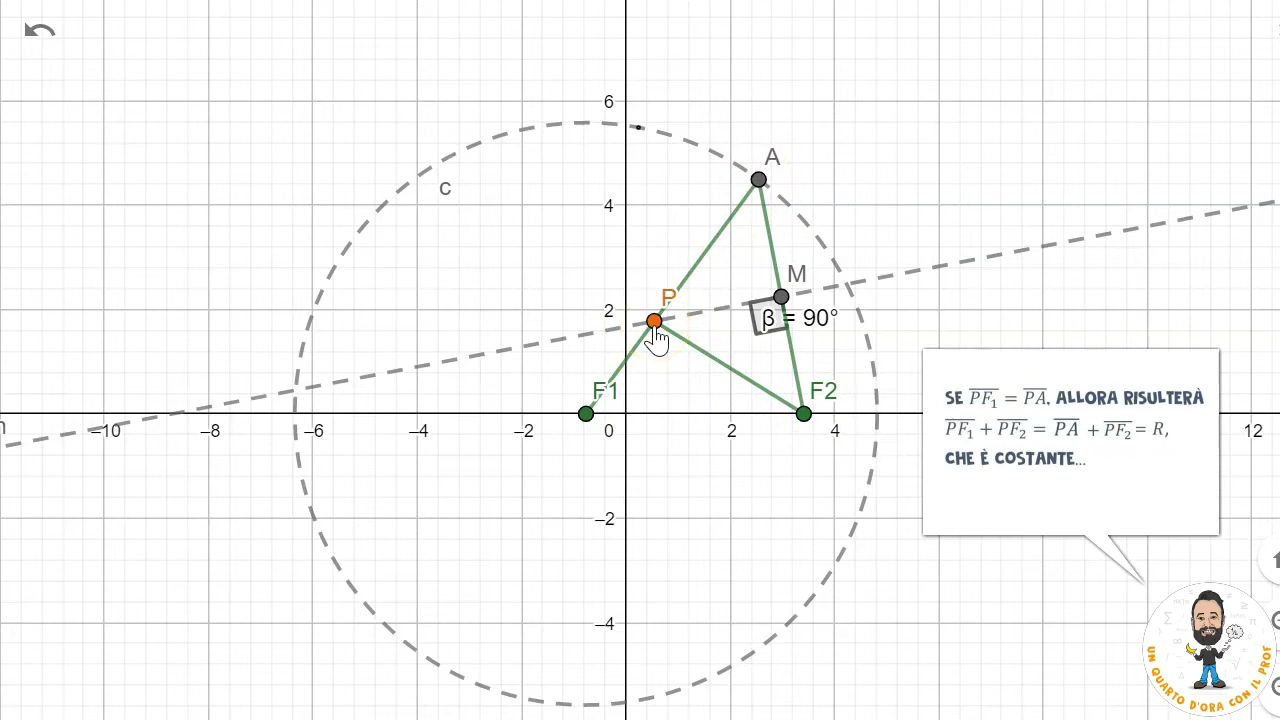 6
A
c
4
M
P
2
β = 90°
F1
F2
n
−10
−8
−6
−4
−2
0
2
4
12
−2
−4
SE PF₁ = PA, ALLORA RISULTERÀ
PF₁ + PF₂ = PA + PF₂ = R,
CHE È COSTANTE...
UN QUARTO D'ORA CON IL PROF